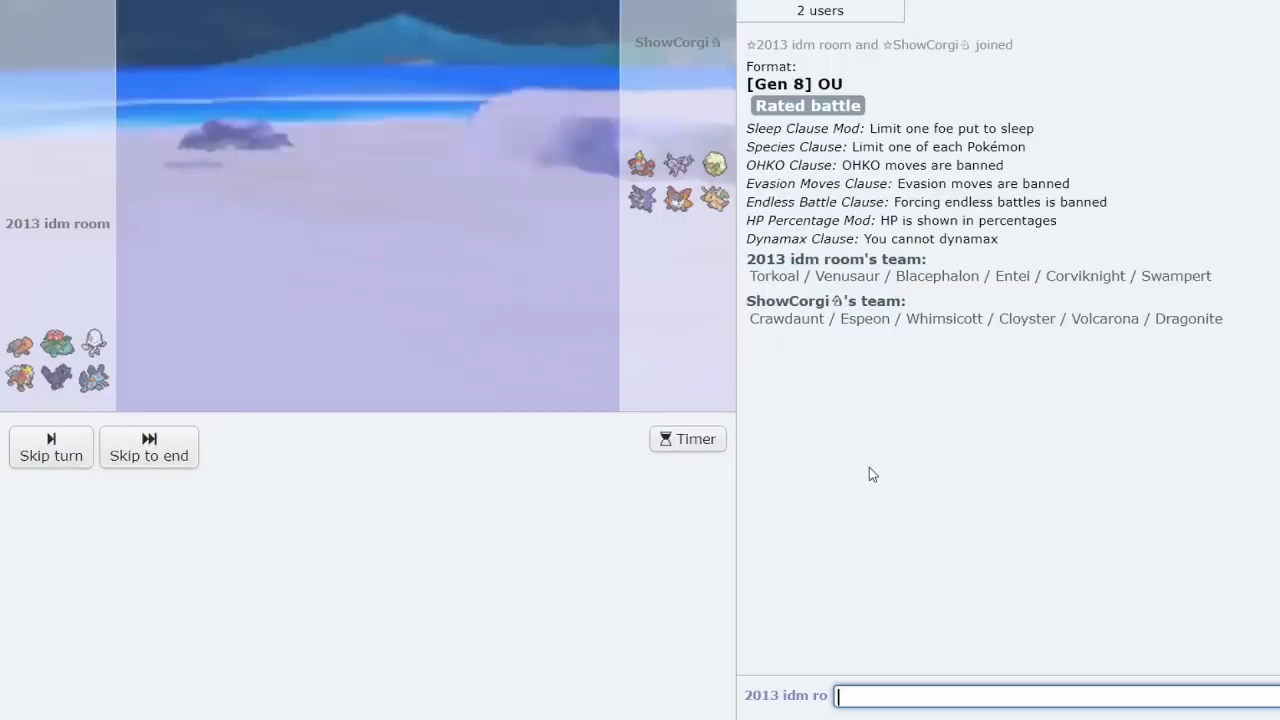 2 users
ShowCorgi♘
2013 idm room
☆2013 idm room and ☆ShowCorgi♘ joined
Format:
[Gen 8] OU
Rated battle
Sleep Clause Mod: Limit one foe put to sleep
Species Clause: Limit one of each Pokémon
OHKO Clause: OHKO moves are banned
Evasion Moves Clause: Evasion moves are banned
Endless Battle Clause: Forcing endless battles is banned
HP Percentage Mod: HP is shown in percentages
Dynamax Clause: You cannot dynamax
2013 idm room's team:
Torkoal / Venusaur / Blacephalon / Entei / Corviknight / Swampert
ShowCorgi♘'s team:
Crawdaunt / Espeon / Whimsicott / Cloyster / Volcarona / Dragonite
Skip turn
Skip to end
Timer
2013 idm ro